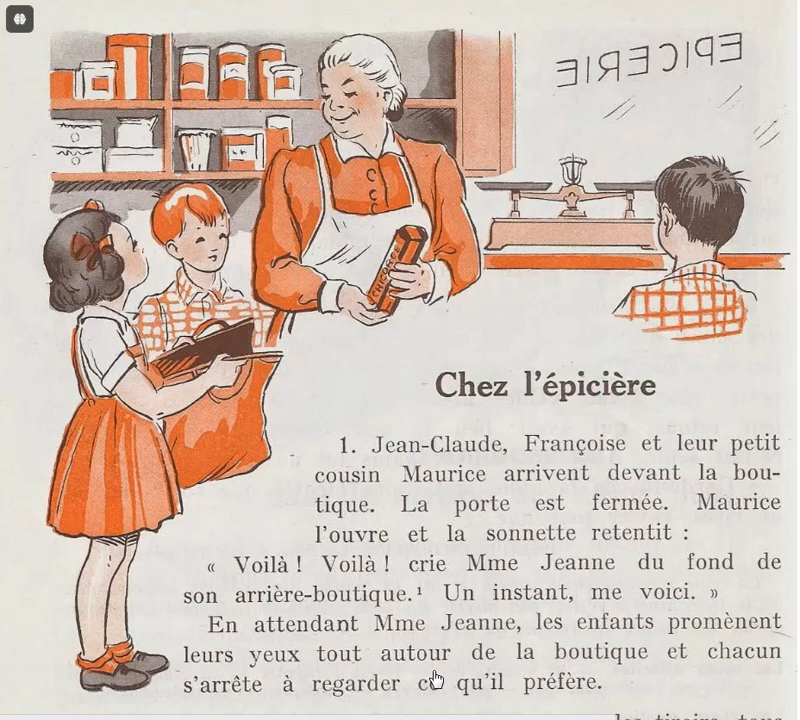 EPICERIE
CHICORÉE
Chez l'épicière
1. Jean-Claude, Françoise et leur petit
cousin Maurice arrivent devant la bou-
tique. La porte est fermée. Maurice
l'ouvre et la sonnette retentit :
« Voilà ! Voilà ! crie Mme Jeanne du fond de
son arrière-boutique.¹ Un instant, me voici. »
En attendant Mme Jeanne, les enfants promènent
leurs yeux tout autour de la boutique et chacun
s'arrête à regarder ce qu'il préfère.
les tiroirs, tous